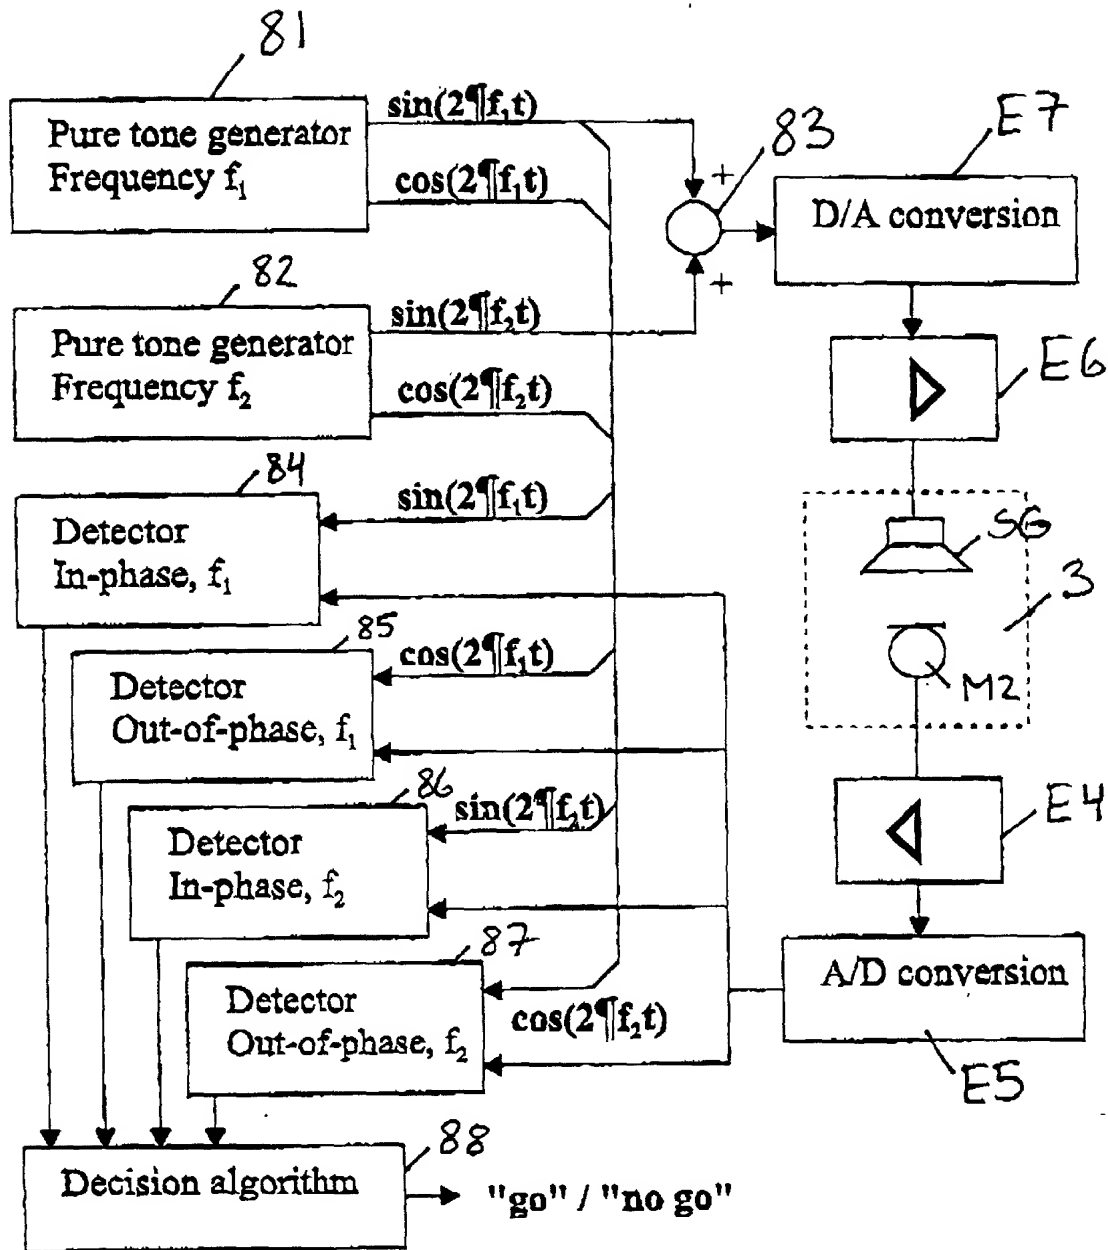 81
sin(2¶f₁t)
Pure tone generator
Frequency f₁
cos(2¶f₁t)
83
E7
+
D/A conversion
+
82
sin(2¶f₂t)
Pure tone generator
Frequency f₂
cos(2¶f₂t)
E6
84
sin(2¶f₁t)
Detector
In-phase, f₁
SG
3
85
cos(2¶f₁t)
Detector
Out-of-phase, f₁
M2
86
sin(2¶f₂t)
Detector
In-phase, f₂
E4
87
Detector
Out-of-phase, f₂
cos(2¶f₂t)
A/D conversion
E5
88
Decision algorithm
"go" / "no go"